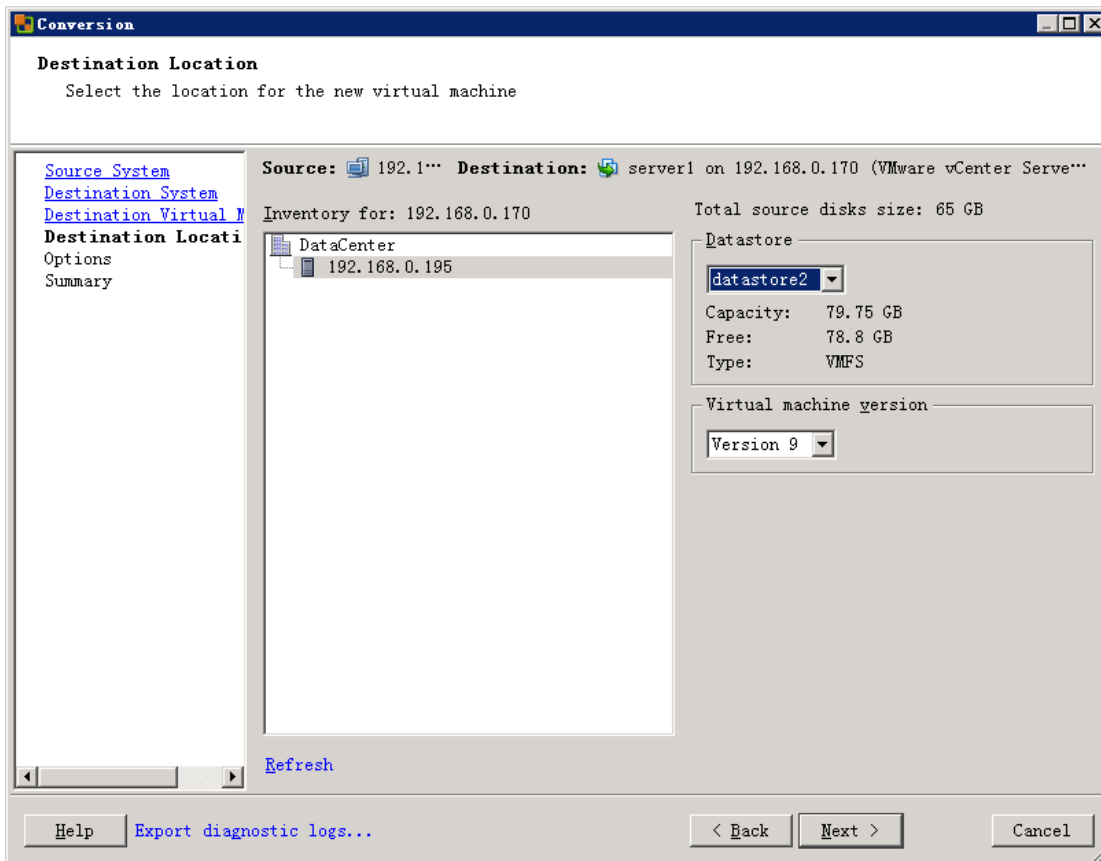 Conversion
Destination Location
Select the location for the new virtual machine
Source System
Destination System
Destination Virtual M
Destination Locati
Options
Summary
Source: 192.1... Destination: server1 on 192.168.0.170 (VMware vCenter Serve...
Inventory for: 192.168.0.170
DataCenter
192.168.0.195
Refresh
Total source disks size: 65 GB
Datastore
datastore2
Capacity: 79.75 GB
Free: 78.8 GB
Type: VMFS
Virtual machine version
Version 9
Help Export diagnostic logs... < Back Next > Cancel